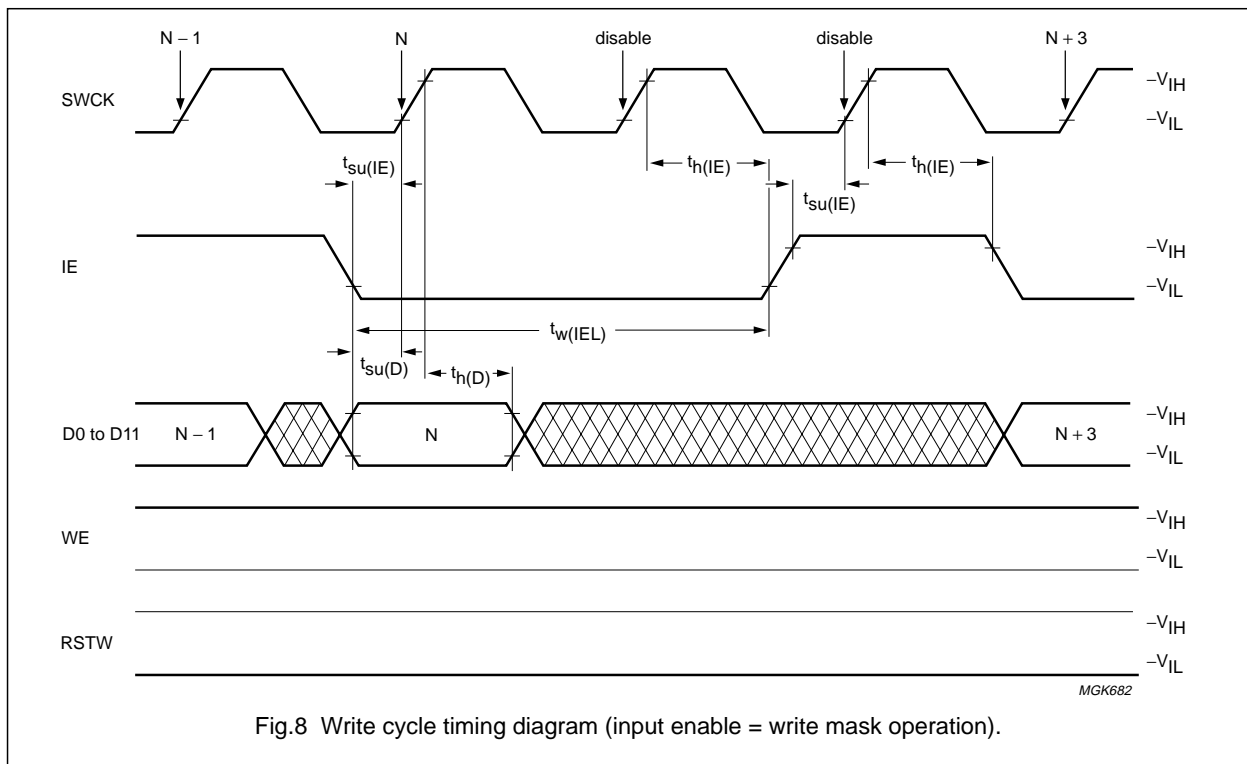 N – 1 N disable disable N + 3
SWCK
–VIH
–VIL
tsu(IE)
th(IE)
th(IE)
tsu(IE)
IE
–VIH
–VIL
tw(IEL)
tsu(D)
th(D)
D0 to D11
N – 1 N N + 3
–VIH
–VIL
WE
–VIH
–VIL
RSTW
–VIH
–VIL
MGK682
Fig.8 Write cycle timing diagram (input enable = write mask operation).